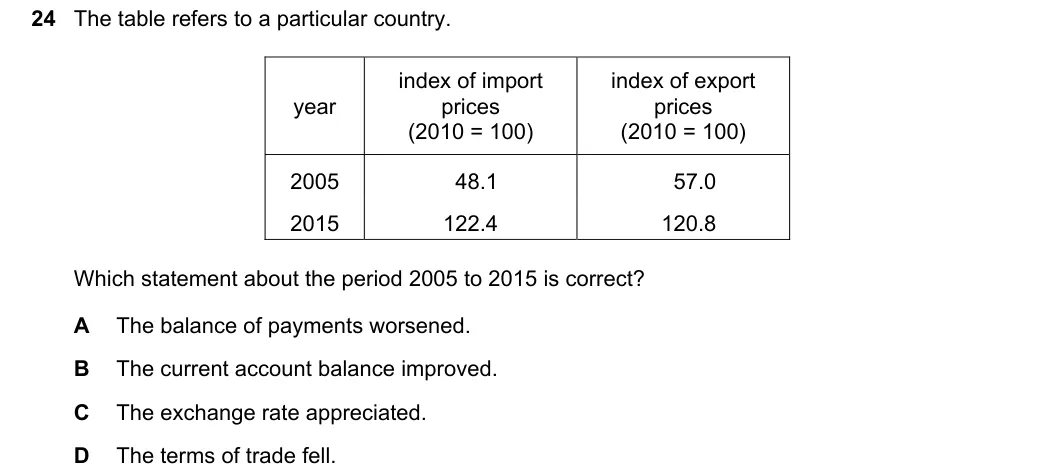 24 The table refers to a particular country.
year
index of import
prices
(2010 = 100)
index of export
prices
(2010 = 100)
2005 48.1 57.0
2015 122.4 120.8
Which statement about the period 2005 to 2015 is correct?
A The balance of payments worsened.
B The current account balance improved.
C The exchange rate appreciated.
D The terms of trade fell.